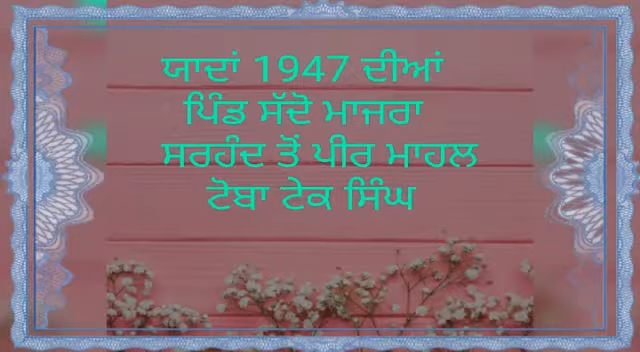 ਯਾਦਾਂ 1947 ਦੀਆਂ
ਪਿੰਡ ਸੱਦੋ ਮਾਜਰਾ
ਸਰਹੰਦ ਤੋਂ ਪੀਰ ਮਾਹਲ
ਟੋਬਾ ਟੇਕ ਸਿੰਘ